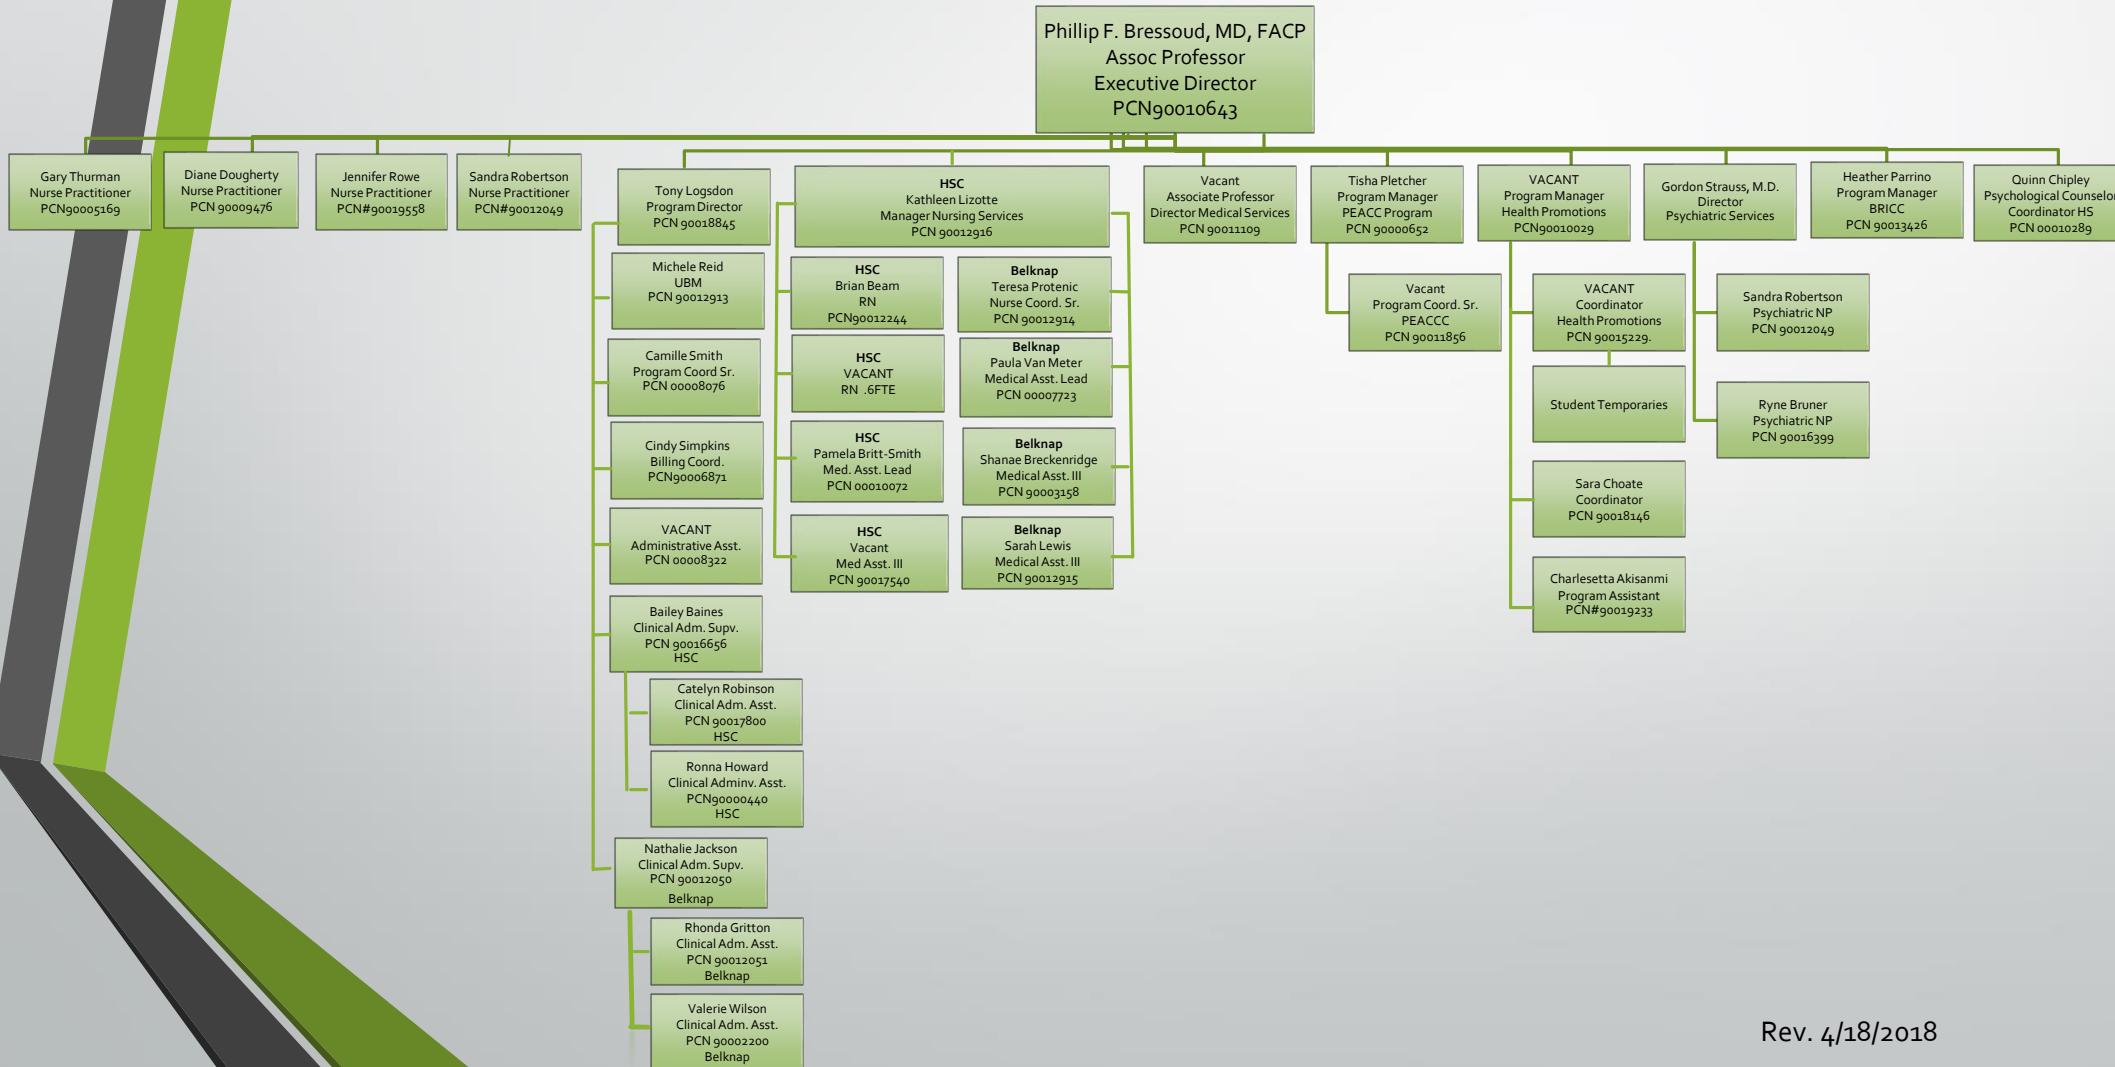 Phillip F. Bressoud, MD, FACP
Assoc Professor
Executive Director
PCN90010643
Gary Thurman
Nurse Practitioner
PCN90005169
Diane Dougherty
Nurse Practitioner
PCN 90009476
Jennifer Rowe
Nurse Practitioner
PCN#90019558
Sandra Robertson
Nurse Practitioner
PCN#90012049
Tony Logsdon
Program Director
PCN 90018845
HSC
Kathleen Lizotte
Manager Nursing Services
PCN 90012916
Vacant
Associate Professor
Director Medical Services
PCN 90011109
Tisha Pletcher
Program Manager
PEACC Program
PCN 90000652
VACANT
Program Manager
Health Promotions
PCN90010029
Gordon Strauss, M.D.
Director
Psychiatric Services
Heather Parrino
Program Manager
BRICC
PCN 90013426
Quinn Chipley
Psychological Counselor
Coordinator HS
PCN 00010289
Michele Reid
UBM
PCN 90012913
Camille Smith
Program Coord Sr.
PCN 00008076
Cindy Simpkins
Billing Coord.
PCN90006871
VACANT
Administrative Asst.
PCN 00008322
Bailey Baines
Clinical Adm. Supv.
PCN 90016656
HSC
Catelyn Robinson
Clinical Adm. Asst.
PCN 90017800
HSC
Ronna Howard
Clinical Adminv. Asst.
PCN90000440
HSC
Nathalie Jackson
Clinical Adm. Supv.
PCN 90012050
Belknap
Rhonda Gritton
Clinical Adm. Asst.
PCN 90012051
Belknap
Valerie Wilson
Clinical Adm. Asst.
PCN 90002200
Belknap
HSC
Brian Beam
RN
PCN90012244
HSC
VACANT
RN .6FTE
HSC
Pamela Britt-Smith
Med. Asst. Lead
PCN 00010072
HSC
Vacant
Med Asst. III
PCN 90017540
Belknap
Teresa Protenic
Nurse Coord. Sr.
PCN 90012914
Belknap
Paula Van Meter
Medical Asst. Lead
PCN 00007723
Belknap
Shanae Breckenridge
Medical Asst. III
PCN 90003158
Belknap
Sarah Lewis
Medical Asst. III
PCN 90012915
Vacant
Program Coord. Sr.
PEACCC
PCN 90011856
VACANT
Coordinator
Health Promotions
PCN 90015229.
Student Temporaries
Sara Choate
Coordinator
PCN 90018146
Charlesetta Akisanmi
Program Assistant
PCN#90019233
Sandra Robertson
Psychiatric NP
PCN 90012049
Ryne Bruner
Psychiatric NP
PCN 90016399
Rev. 4/18/2018